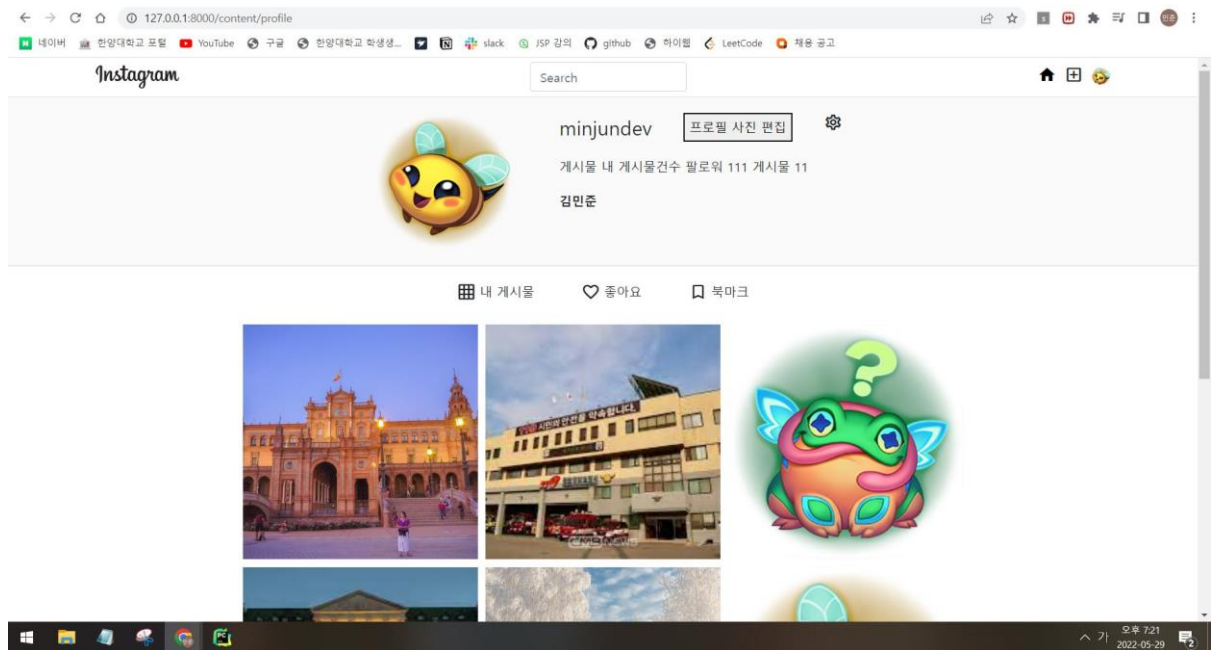 127.0.0.1:8000/content/profile
민준
네이버 한양대학교 포털 YouTube 구글 한양대학교 학생생... slack JSP 강의 github 하이웹 LeetCode 채용 공고
Instagram
Search
minjundev 프로필 사진 편집
게시물 내 게시물건수 팔로워 111 게시물 11
김민준
내 게시물 좋아요 북마크
시민의 안전을 약속합니다.
CMBNEWS
가 오후 7:21
2022-05-29
2